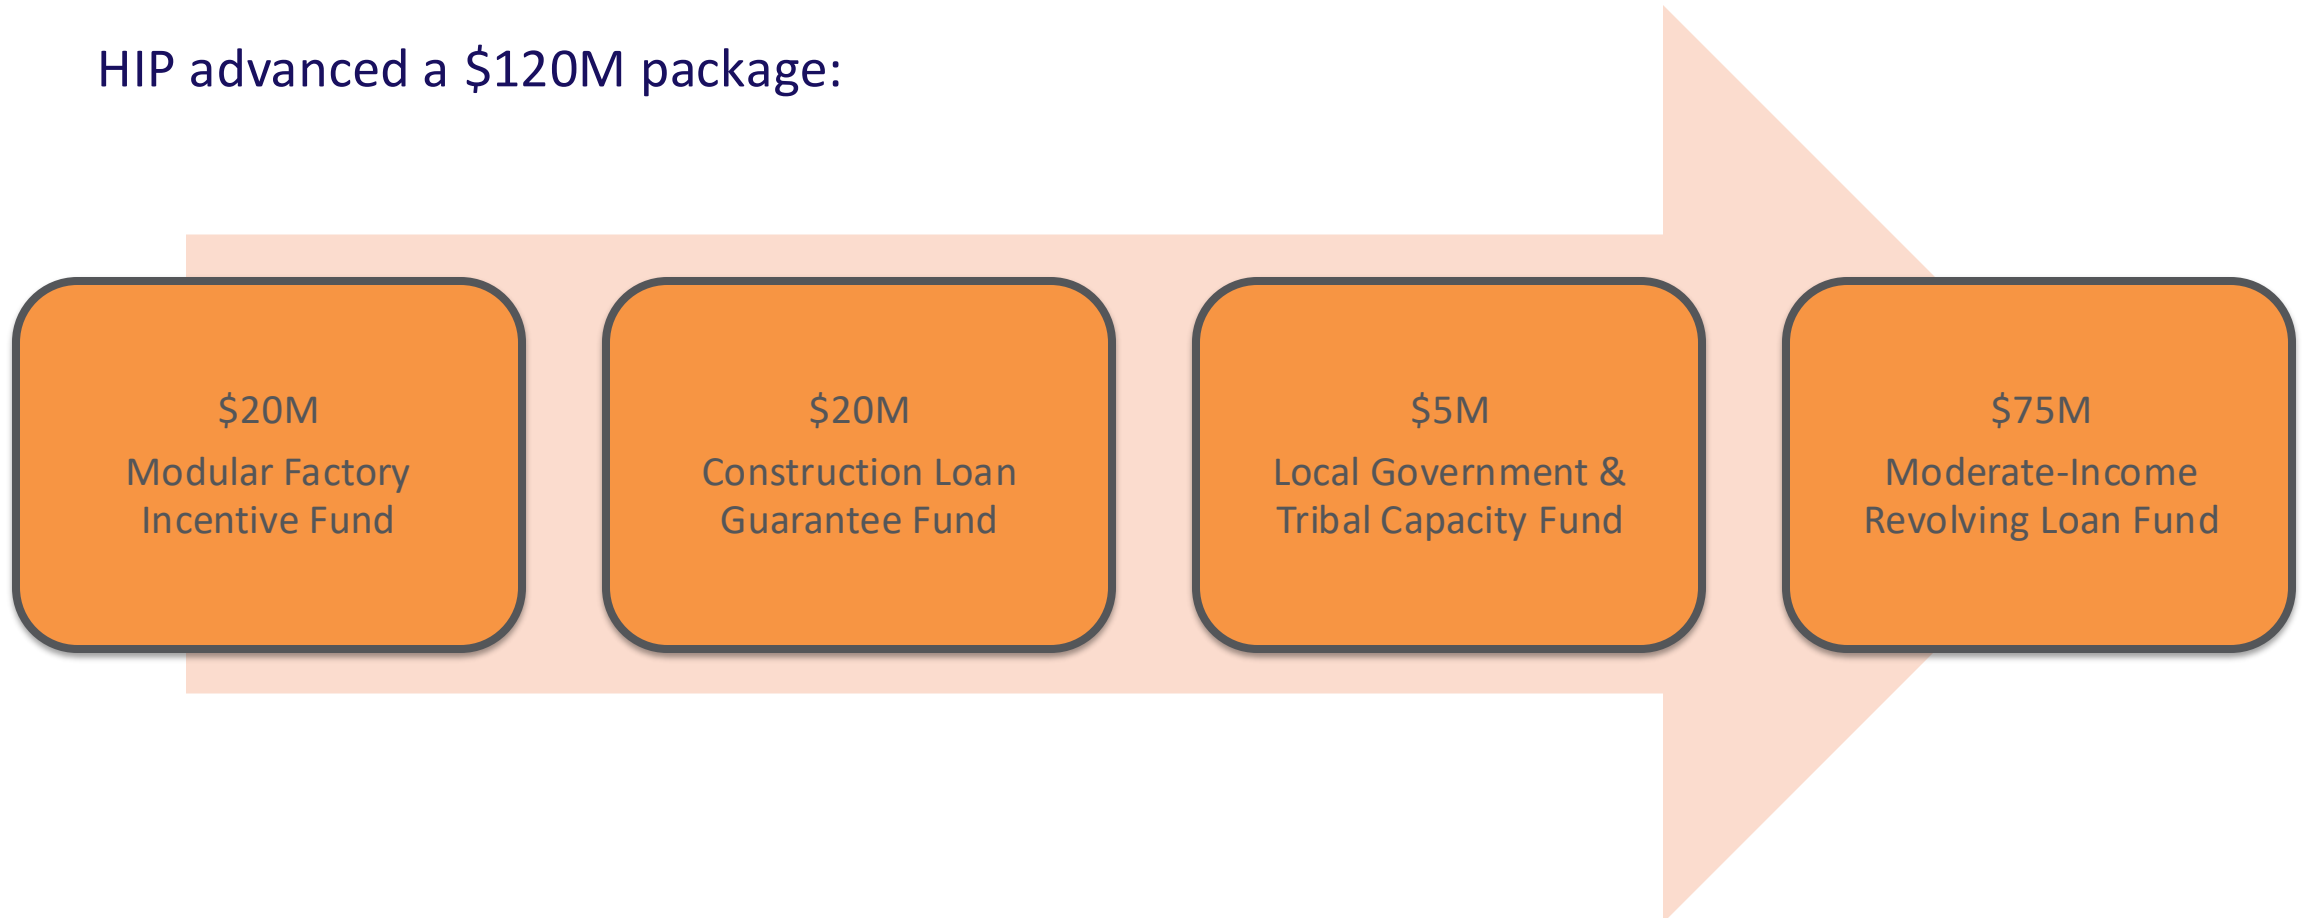 HIP advanced a $120M package:
$20M
Modular Factory
Incentive Fund
$20M
Construction Loan
Guarantee Fund
$5M
Local Government &
Tribal Capacity Fund
$75M
Moderate-Income
Revolving Loan Fund